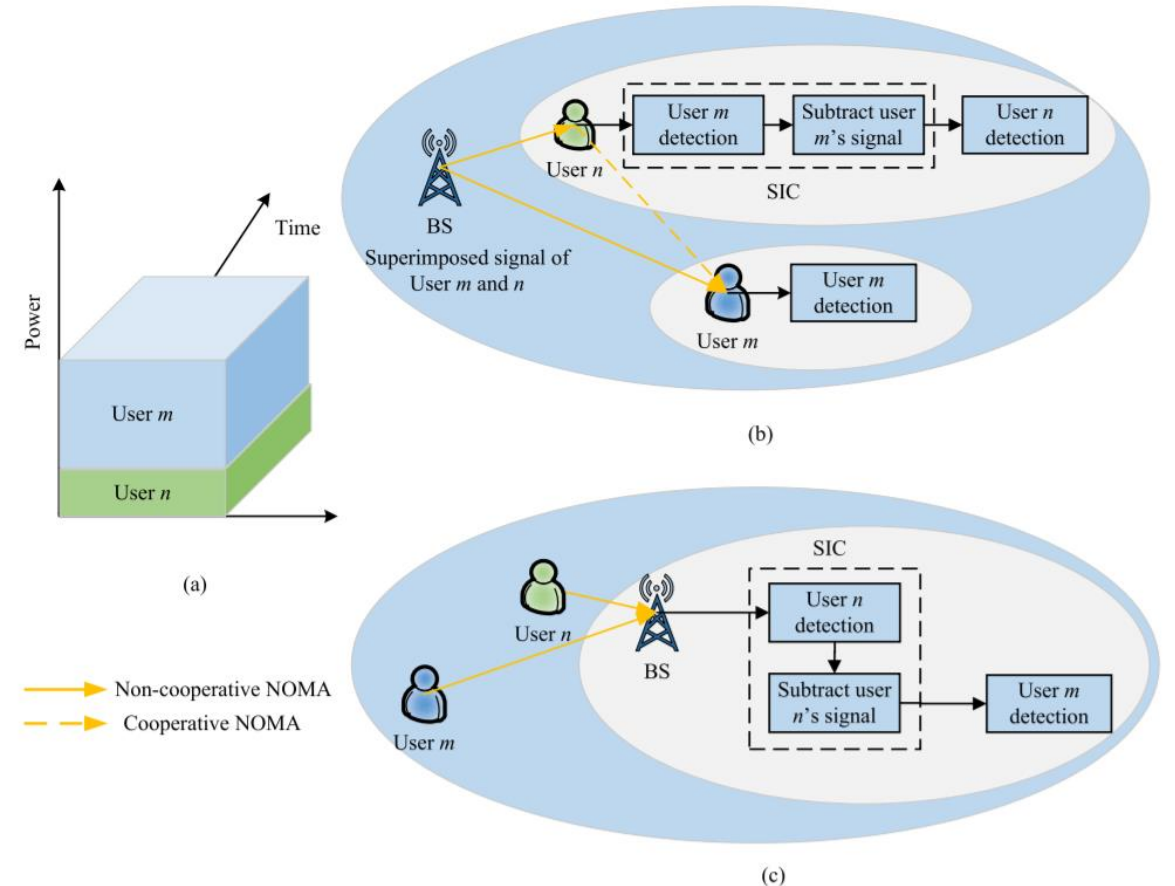 Power
Time
User m
User n
(a)
Non-cooperative NOMA
Cooperative NOMA
BS
Superimposed signal of
User m and n
User n
User m
detection
Subtract user
m's signal
User n
detection
SIC
User m
User m
detection
(b)
User n
User m
BS
SIC
User n
detection
Subtract user
n's signal
User m
detection
(c)